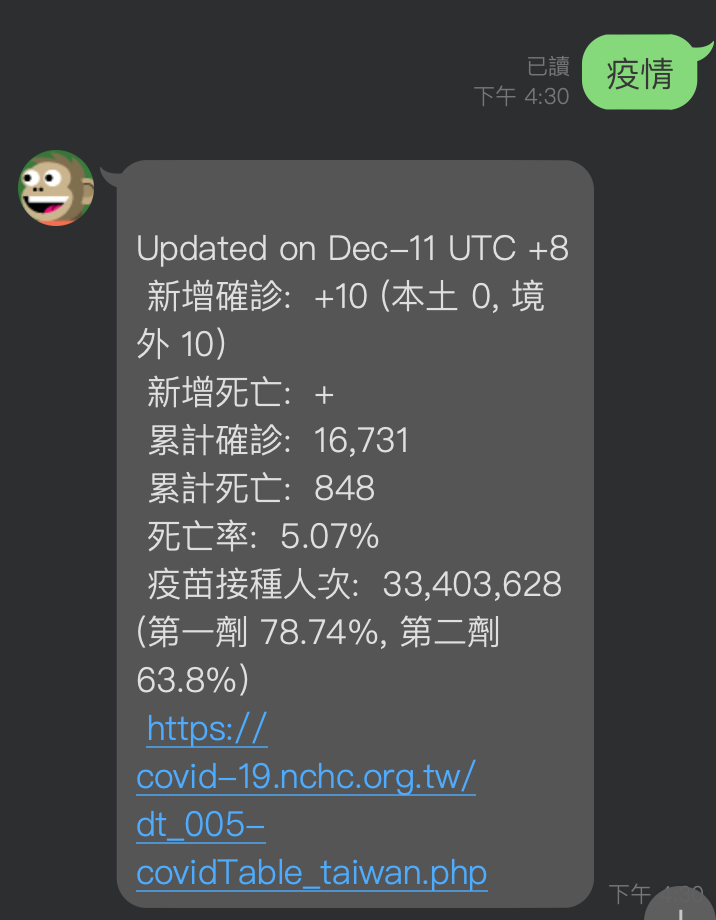 疫情
已讀
下午 4:30
Updated on Dec-11 UTC +8
新增確診: +10 (本土 0, 境
外 10)
新增死亡: +
累計確診: 16,731
累計死亡: 848
死亡率: 5.07%
疫苗接種人次: 33,403,628
(第一劑 78.74%, 第二劑
63.8%)
https://
covid-19.nchc.org.tw/
dt_005-
covidTable_taiwan.php
下午